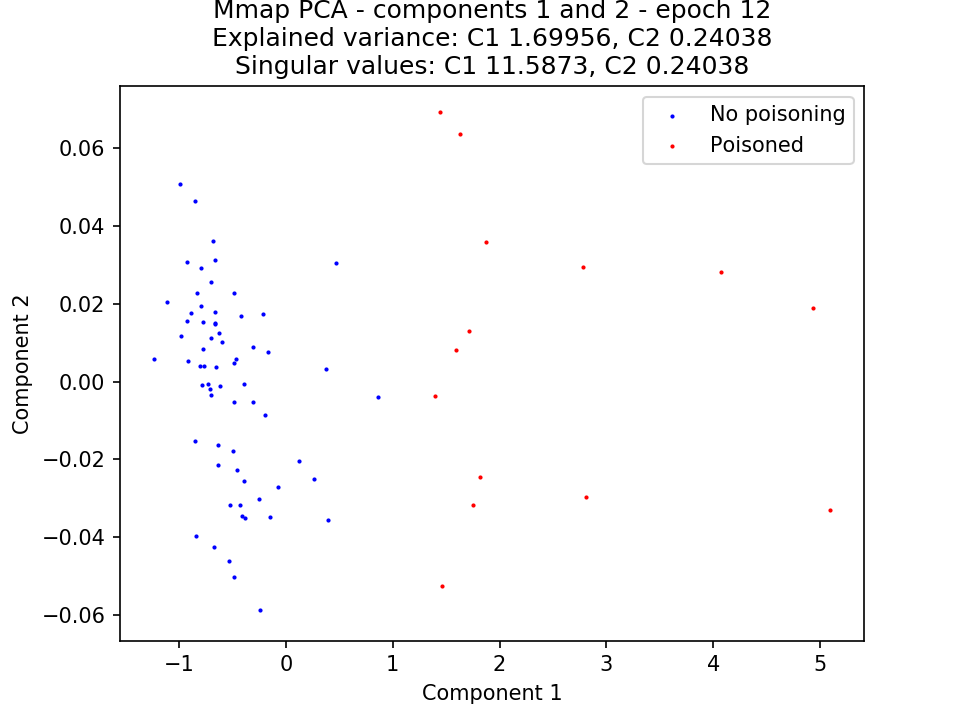 Mmap PCA - components 1 and 2 - epoch 12
Explained variance: C1 1.69956, C2 0.24038
Singular values: C1 11.5873, C2 0.24038
No poisoning
Poisoned
0.06
0.04
0.02
0.00
−0.02
−0.04
−0.06
Component 2
−1
0
1
2
3
4
5
Component 1